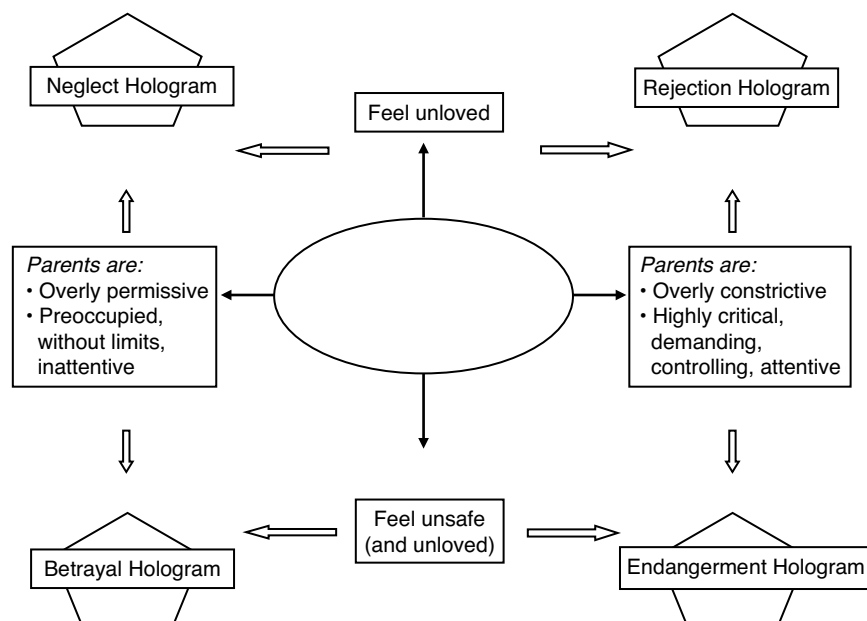 Neglect Hologram
Feel unloved
Rejection Hologram
Parents are:
• Overly permissive
• Preoccupied,
without limits,
inattentive
Parents are:
• Overly constrictive
• Highly critical,
demanding,
controlling, attentive
Betrayal Hologram
Feel unsafe
(and unloved)
Endangerment Hologram